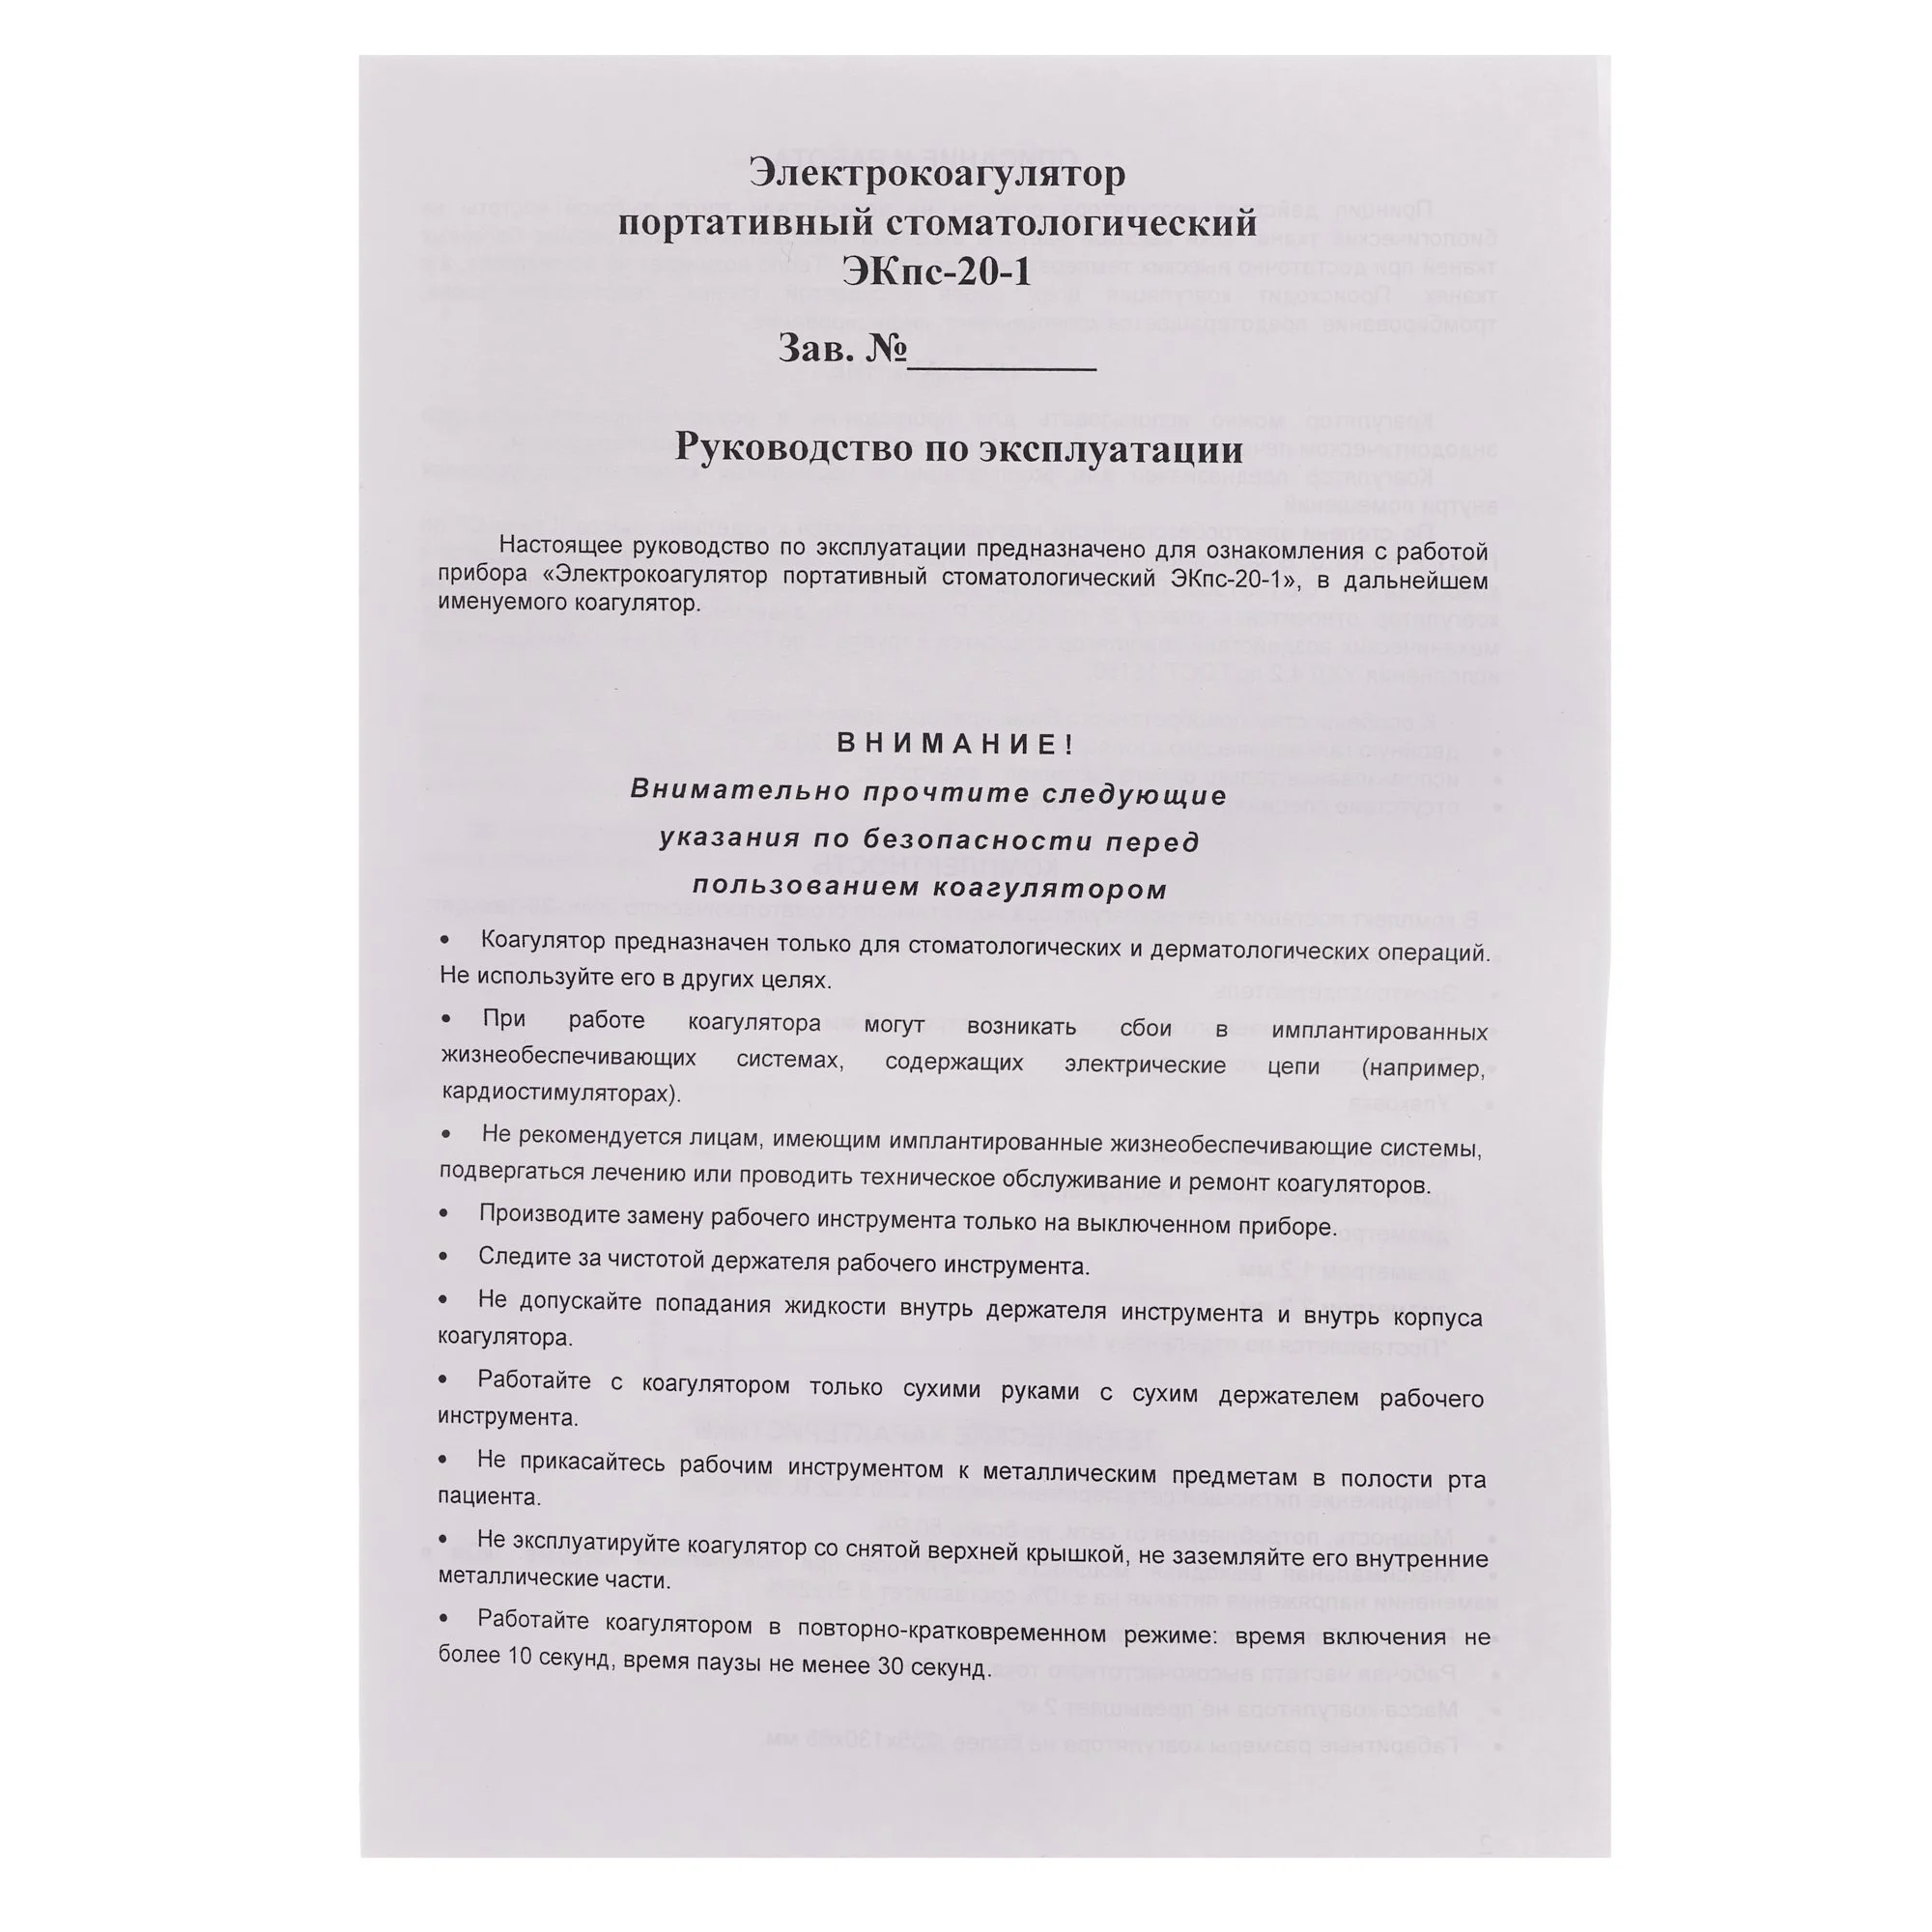 Электрокоагулятор
портативный стоматологический
ЭКпс-20-1
Зав. №
Руководство по эксплуатации
Настоящее руководство по эксплуатации предназначено для ознакомления с работой
прибора «Электрокоагулятор портативный стоматологический ЭКпс-20-1», в дальнейшем
именуемого коагулятор.
ВНИМАНИЕ!
Внимательно прочтите следующие
указания по безопасности перед
пользованием коагулятором
• Коагулятор предназначен только для стоматологических и дерматологических операций.
Не используйте его в других целях.
• При работе коагулятора могут возникать сбои в имплантированных
жизнеобеспечивающих системах, содержащих электрические цепи (например,
кардиостимуляторах).
• Не рекомендуется лицам, имеющим имплантированные жизнеобеспечивающие системы,
подвергаться лечению или проводить техническое обслуживание и ремонт коагуляторов.
• Производите замену рабочего инструмента только на выключенном приборе.
• Следите за чистотой держателя рабочего инструмента.
• Не допускайте попадания жидкости внутрь держателя инструмента и внутрь корпуса
коагулятора.
• Работайте с коагулятором только сухими руками с сухим держателем рабочего
инструмента.
• Не прикасайтесь рабочим инструментом к металлическим предметам в полости рта
пациента.
• Не эксплуатируйте коагулятор со снятой верхней крышкой, не заземляйте его внутренние
металлические части.
• Работайте коагулятором в повторно-кратковременном режиме: время включения не
более 10 секунд, время паузы не менее 30 секунд.